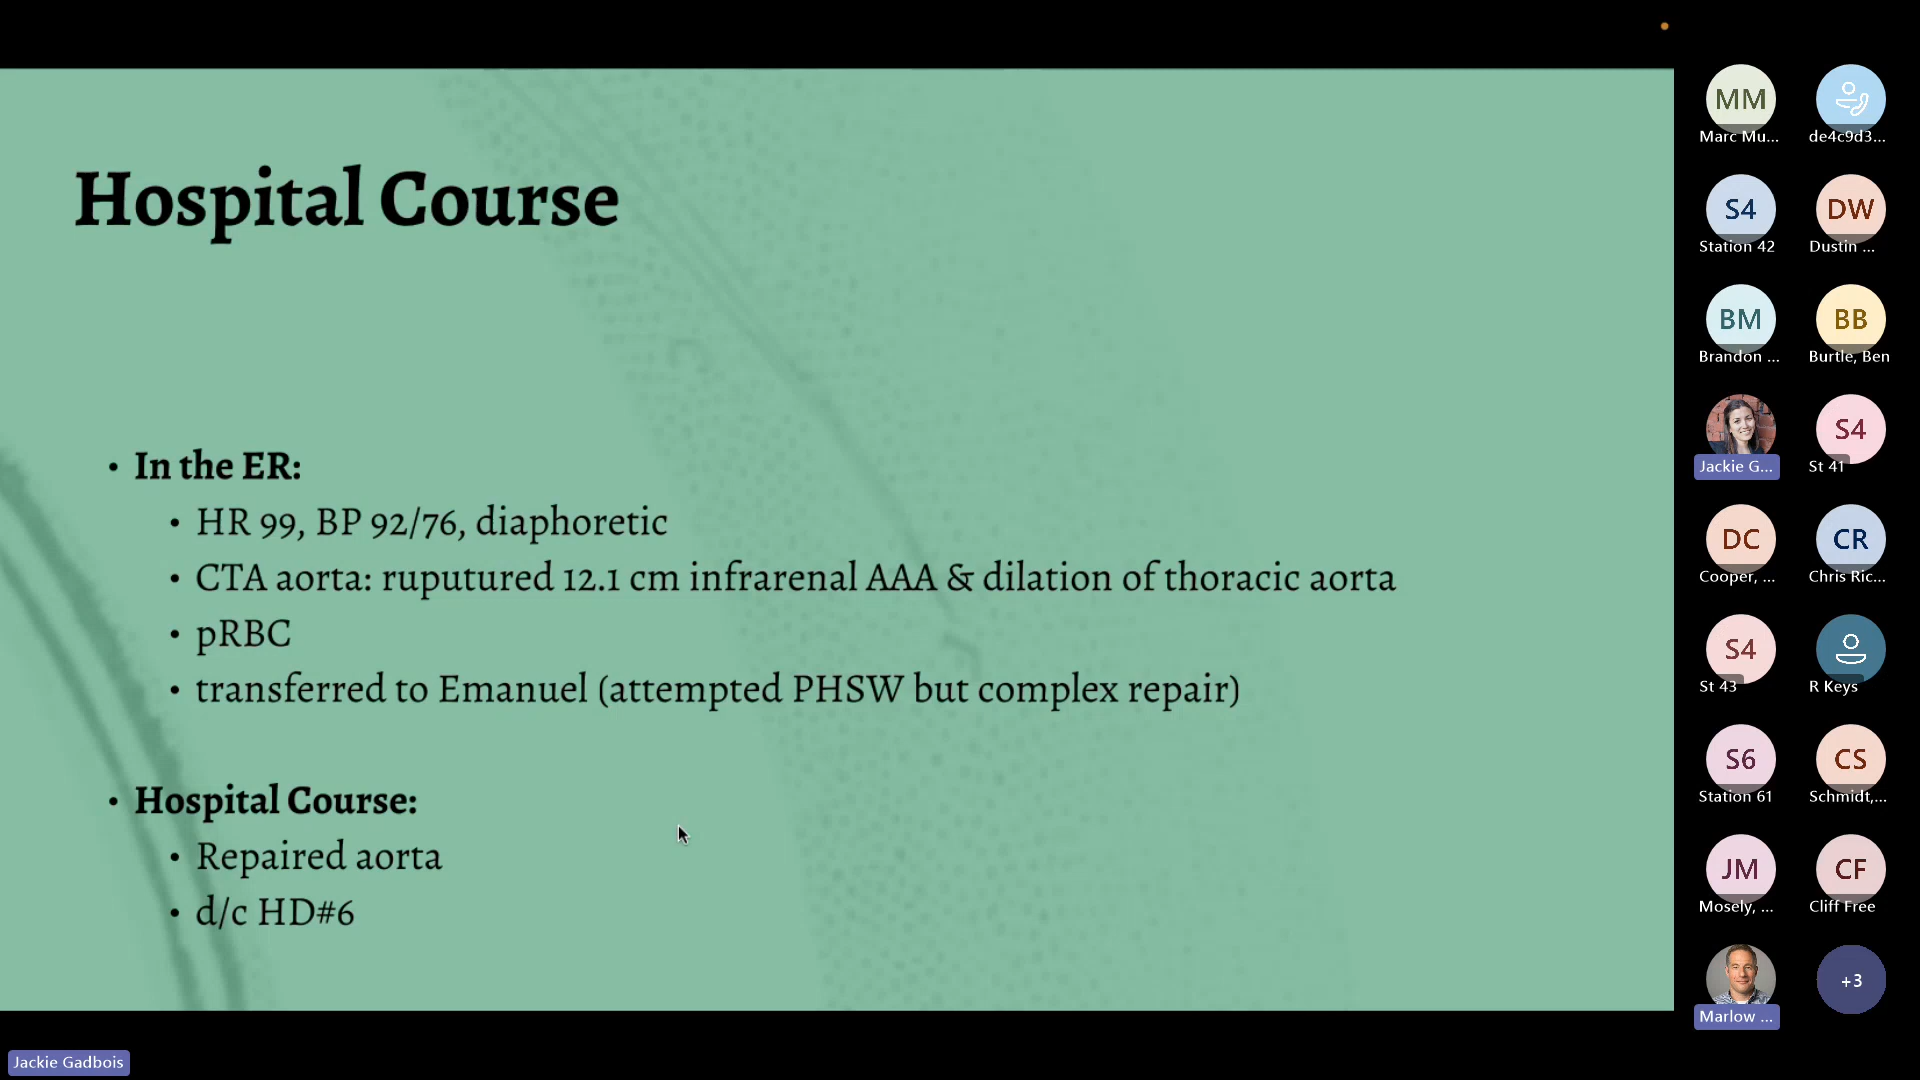 Hospital Course
• In the ER:
• HR 99, BP 92/76, diaphoretic
• CTA aorta: ruputured 12.1 cm infrarenal AAA & dilation of thoracic aorta
• pRBC
• transferred to Emanuel (attempted PHSW but complex repair)
• Hospital Course:
• Repaired aorta
• d/c HD#6
Jackie Gadbois
MM
Marc Mu...
de4c9d3...
S4
Station 42
DW
Dustin ...
BM
Brandon ...
BB
Burtle, Ben
Jackie G...
S4
St 41
DC
Cooper, ...
CR
Chris Ric...
S4
St 43
R Keys
S6
Station 61
CS
Schmidt,...
JM
Mosely, ...
CF
Cliff Free
Marlow ...
+3